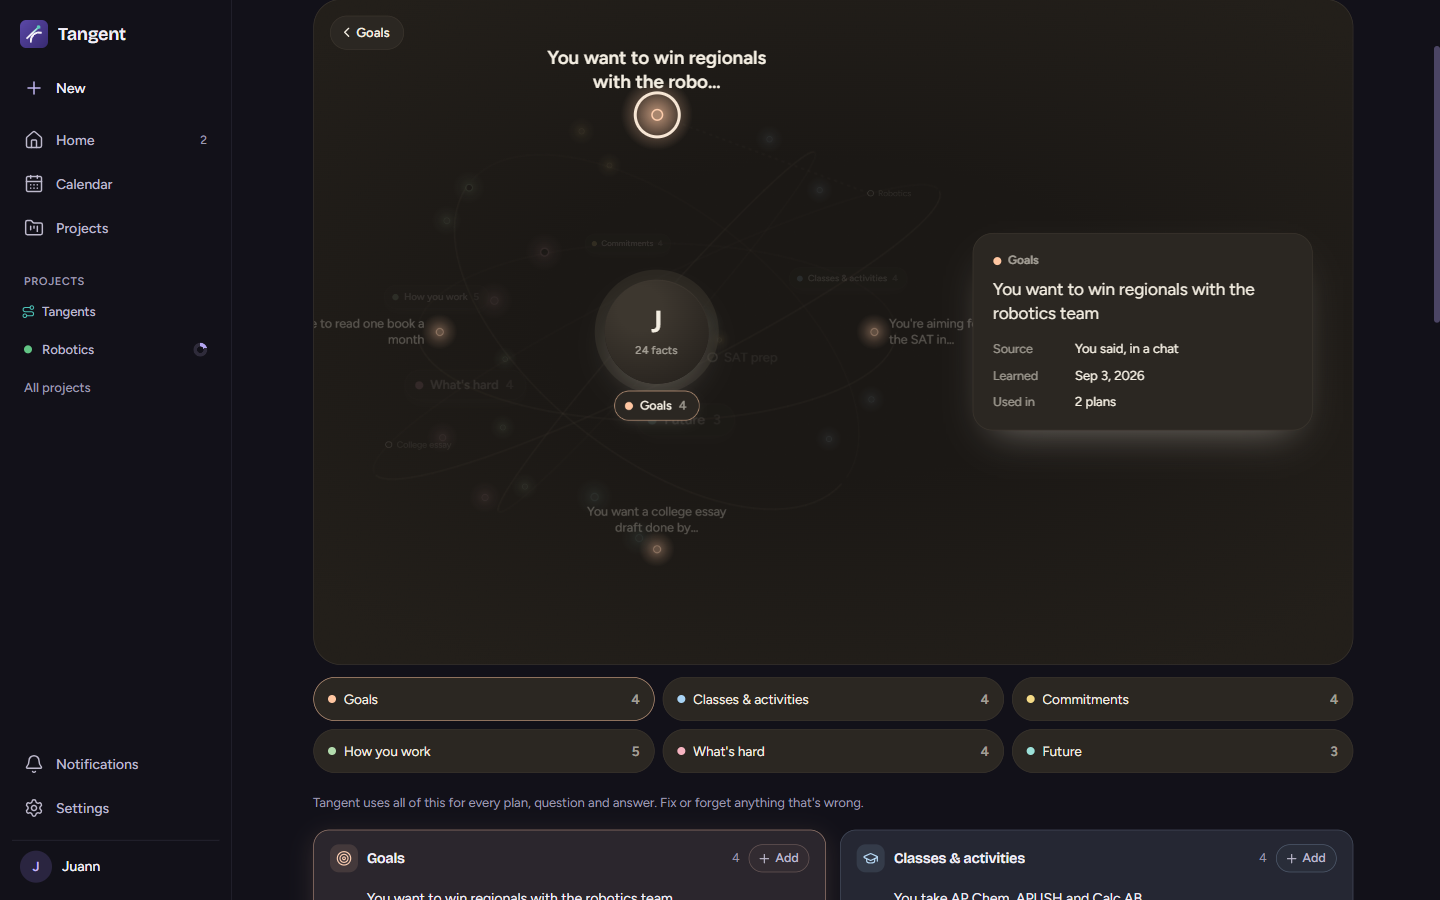 Tangent
New
Home 2
Calendar
Projects
PROJECTS
Tangents
Robotics
All projects
Notifications
Settings
J Juann
Goals
You want to win regionals
with the robo...
Robotics
Commitments 4
Classes & activities 4
How you work 5
e to read one book a
month
J
24 facts
You're aiming f
the SAT in...
SAT prep
What's hard 4
Goals 4
Future 3
College essay
You want a college essay
draft done by...
Goals
You want to win regionals with the
robotics team
Source You said, in a chat
Learned Sep 3, 2026
Used in 2 plans
Goals 4
Classes & activities 4
Commitments 4
How you work 5
What's hard 4
Future 3
Tangent uses all of this for every plan, question and answer. Fix or forget anything that's wrong.
Goals 4 Add
You want to win regionals with the robotics team
Classes & activities 4 Add
You take AP Chem, APUSH and Calc AB